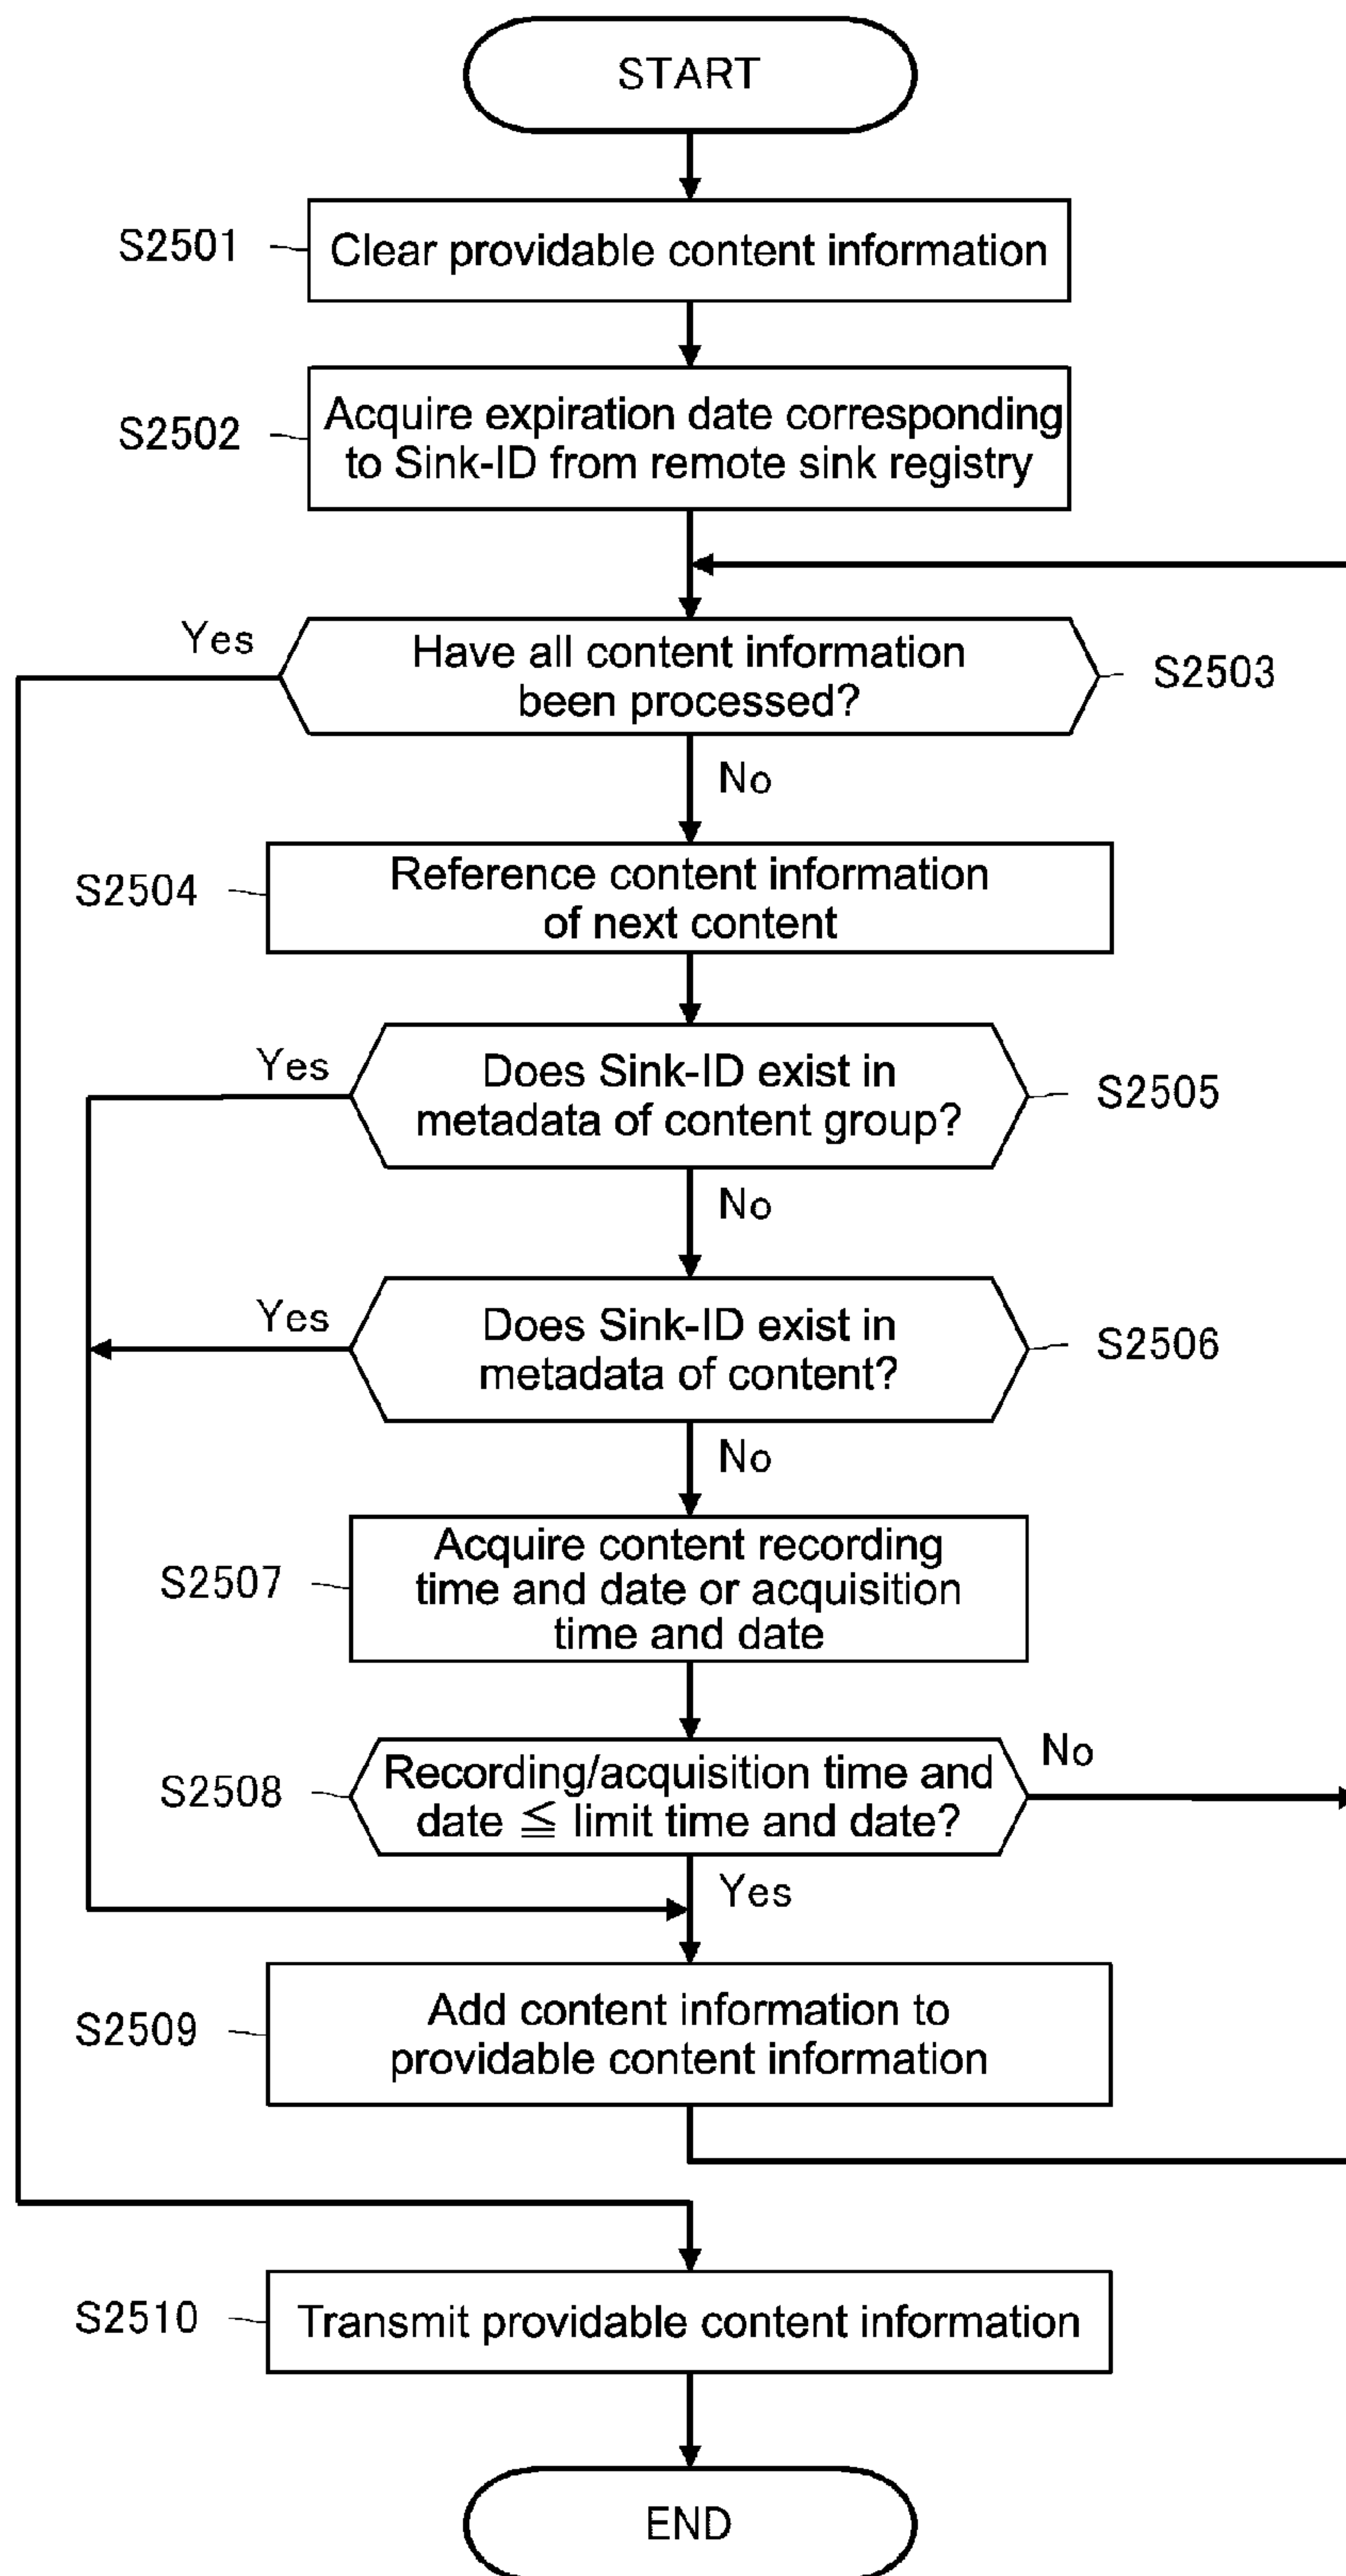 START
S2501
Clear providable content information
S2502
Acquire expiration date corresponding
to Sink-ID from remote sink registry
Yes
Have all content information
been processed?
S2503
No
S2504
Reference content information
of next content
Yes
Does Sink-ID exist in
metadata of content group?
S2505
No
Yes
Does Sink-ID exist in
metadata of content?
S2506
No
S2507
Acquire content recording
time and date or acquisition
time and date
S2508
Recording/acquisition time and
date ≦ limit time and date?
No
Yes
S2509
Add content information to
providable content information
S2510
Transmit providable content information
END